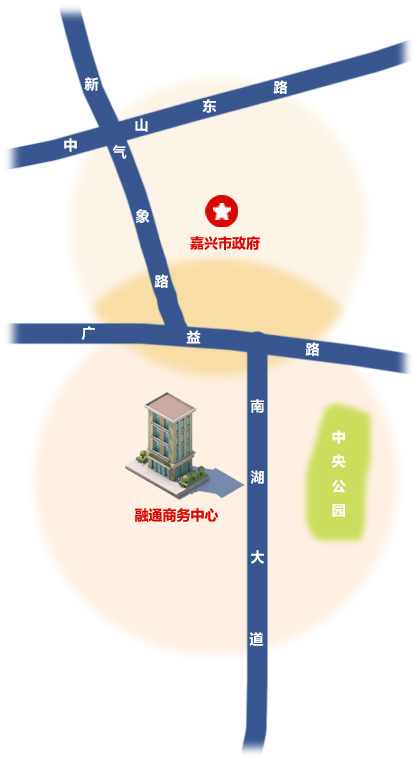 新气象路
中山东路
嘉兴市政府
广益路
南湖大道
中央公园
融通商务中心